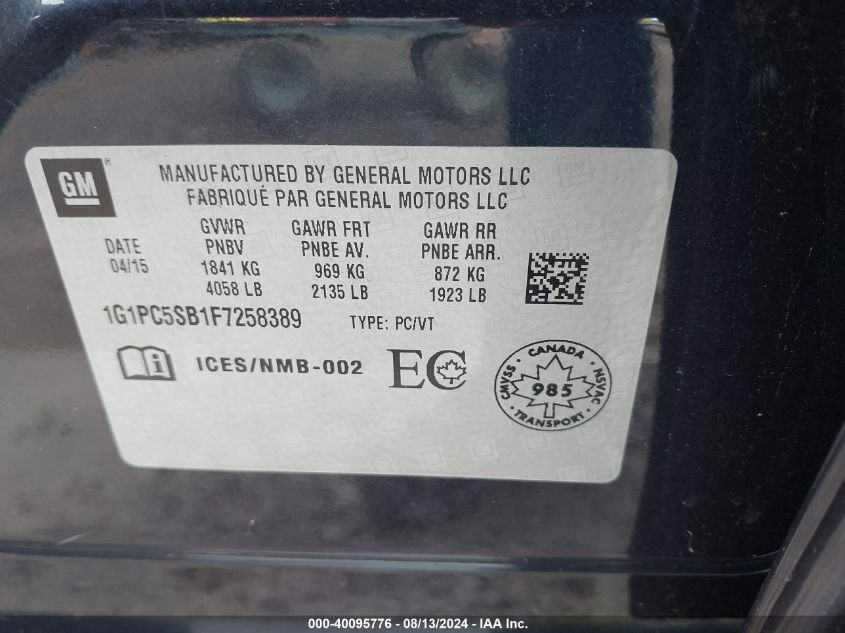 GM®
MANUFACTURED BY GENERAL MOTORS LLC
FABRIQUÉ PAR GENERAL MOTORS LLC
DATE
04/15
GVWR
PNBV
1841 KG
4058 LB
GAWR FRT
PNBE AV.
969 KG
2135 LB
GAWR RR
PNBE ARR.
872 KG
1923 LB
1G1PC5SB1F7258389 TYPE: PC/VT
ICES/NMB-002 EC
CANADA
CMVSS 985 NSVAC
TRANSPORT
000-40095776 - 08/13/2024 - IAA Inc.